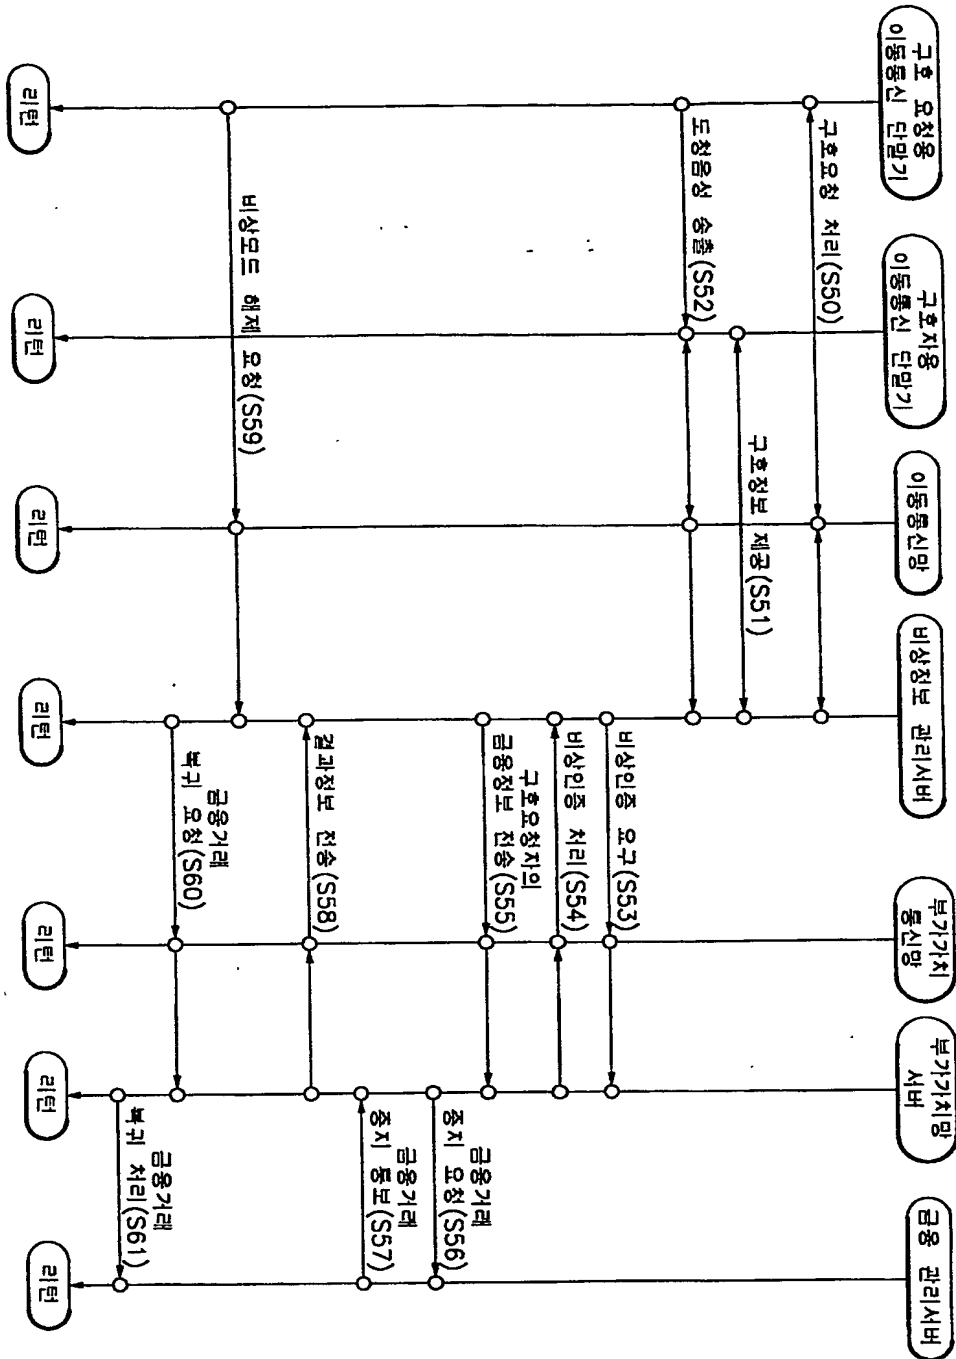 구호 요청용
이동통신 단말기
구호자용
이동통신 단말기
이동통신망
비상정보 관리서버
부가가치
통신망
부가가치망
서버
금융 관리서버
구호요청 처리(S50)
구호정보 제공(S51)
도청음성 송출(S52)
비상인증 요구(S53)
비상인증 처리(S54)
구호요청자의
금융정보 전송(S55)
금융거래
중지 요청(S56)
금융거래
중지 통보(S57)
결과정보 전송(S58)
비상모드 해제 요청(S59)
금융거래
복귀 요청(S60)
금융거래
복귀 처리(S61)
리턴
리턴
리턴
리턴
리턴
리턴
리턴